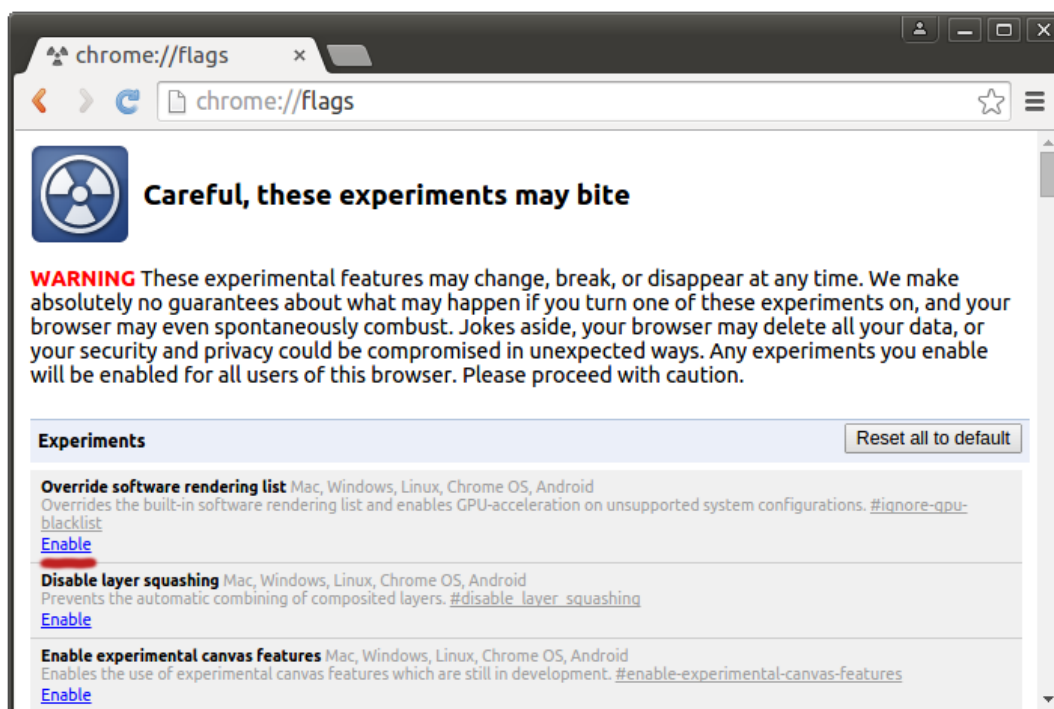 chrome://flags ×
chrome://flags
Careful, these experiments may bite
WARNING These experimental features may change, break, or disappear at any time. We make
absolutely no guarantees about what may happen if you turn one of these experiments on, and your
browser may even spontaneously combust. Jokes aside, your browser may delete all your data, or
your security and privacy could be compromised in unexpected ways. Any experiments you enable
will be enabled for all users of this browser. Please proceed with caution.
Experiments
Reset all to default
Override software rendering list Mac, Windows, Linux, Chrome OS, Android
Overrides the built-in software rendering list and enables GPU-acceleration on unsupported system configurations. #ignore-gpu-
blacklist
Enable
Disable layer squashing Mac, Windows, Linux, Chrome OS, Android
Prevents the automatic combining of composited layers. #disable_layer_squashing
Enable
Enable experimental canvas features Mac, Windows, Linux, Chrome OS, Android
Enables the use of experimental canvas features which are still in development. #enable-experimental-canvas-features
Enable